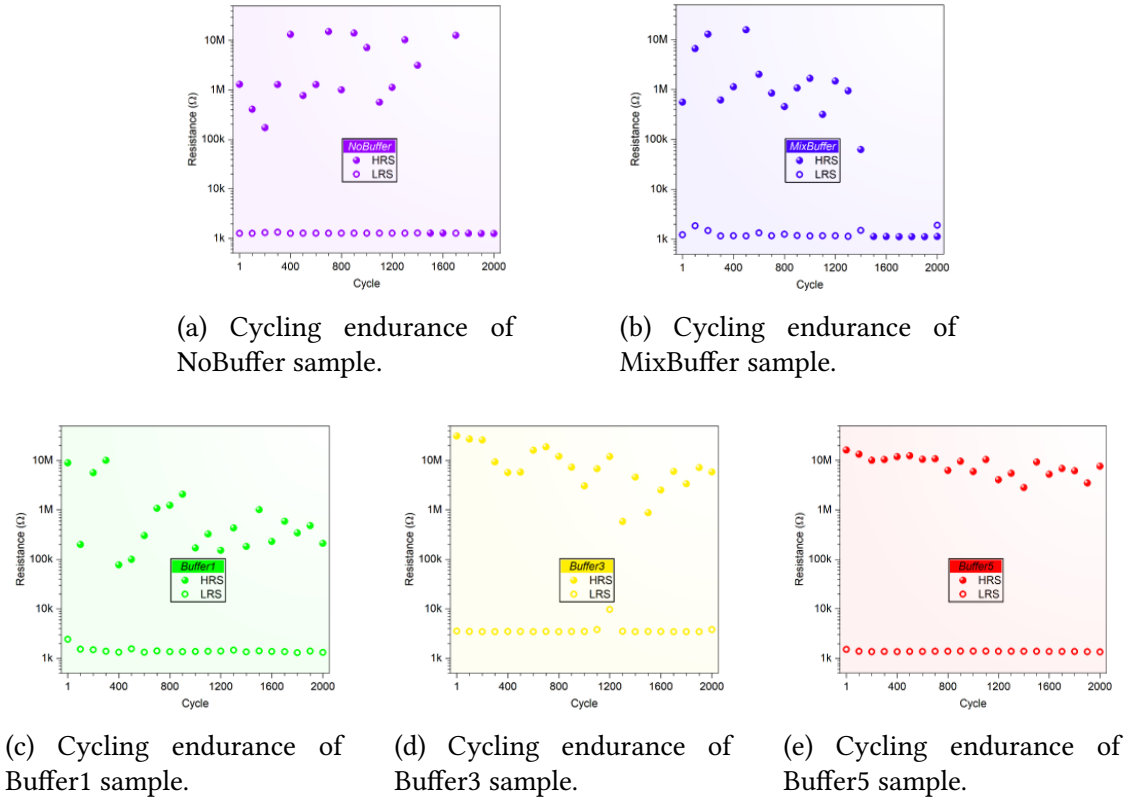 10M
1M
100k
10k
1k
Resistance (Ω)
NoBuffer
HRS
LRS
1 400 800 1200 1600 2000
Cycle
(a) Cycling endurance of
NoBuffer sample.
10M
1M
100k
10k
1k
Resistance (Ω)
MixBuffer
HRS
LRS
1 400 800 1200 1600 2000
Cycle
(b) Cycling endurance of
MixBuffer sample.
10M
1M
100k
10k
1k
Resistance (Ω)
Buffer1
HRS
LRS
1 400 800 1200 1600 2000
Cycle
(c) Cycling endurance of
Buffer1 sample.
10M
1M
100k
10k
1k
Resistance (Ω)
Buffer3
HRS
LRS
1 400 800 1200 1600 2000
Cycle
(d) Cycling endurance of
Buffer3 sample.
10M
1M
100k
10k
1k
Resistance (Ω)
Buffer5
HRS
LRS
1 400 800 1200 1600 2000
Cycle
(e) Cycling endurance of
Buffer5 sample.